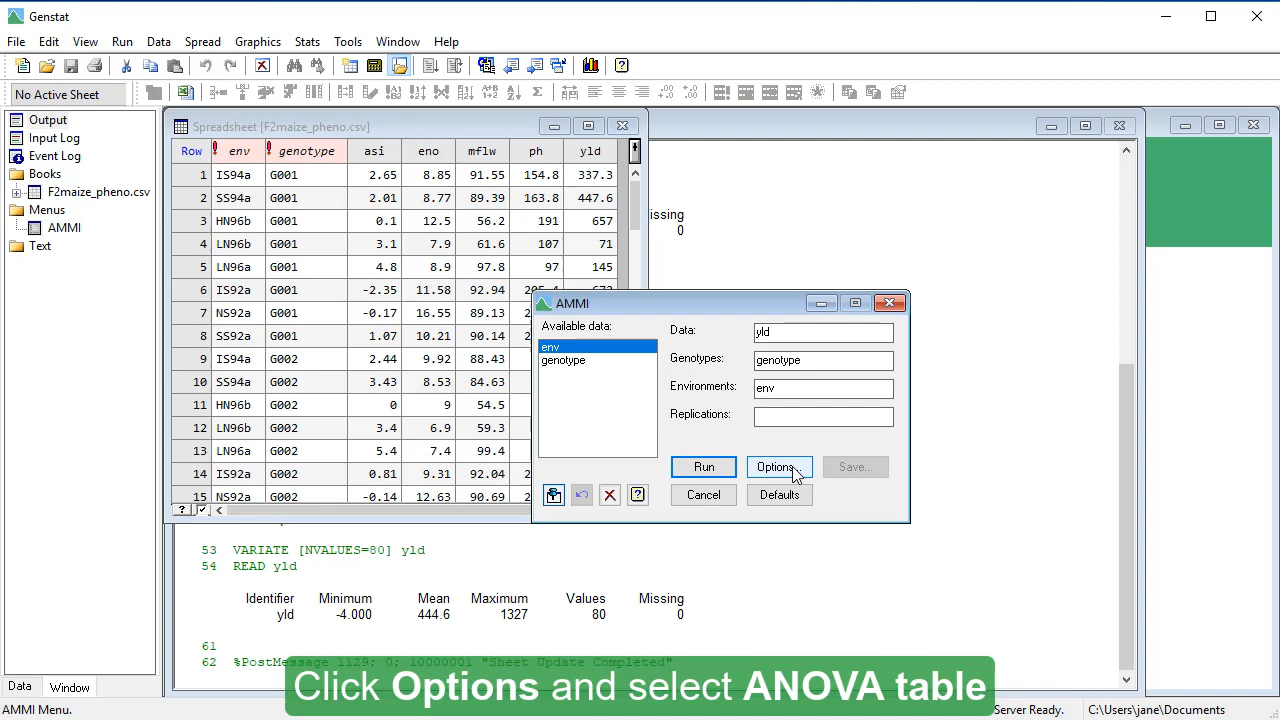 Genstat
File Edit View Run Data Spread Graphics Stats Tools Window Help
No Active Sheet
Output
Input Log
Event Log
Books
F2maize_pheno.csv
Menus
AMMI
Text
Data Window
Spreadsheet [F2maize_pheno.csv]
Row env genotype asi eno mflw ph yld
1 IS94a G001 2.65 8.85 91.55 154.8 337.3
2 SS94a G001 2.01 8.77 89.39 163.8 447.6
3 HN96b G001 0.1 12.5 56.2 191 657
4 LN96b G001 3.1 7.9 61.6 107 71
5 LN96a G001 4.8 8.9 97.8 97 145
6 IS92a G001 -2.35 11.58 92.94
7 NS92a G001 -0.17 16.55 89.13 2
8 SS92a G001 1.07 10.21 90.14 2
9 IS94a G002 2.44 9.92 88.43
10 SS94a G002 3.43 8.53 84.63
11 HN96b G002 0 9 54.5
12 LN96b G002 3.4 6.9 59.3
13 LN96a G002 5.4 7.4 99.4
14 IS92a G002 0.81 9.31 92.04 2
15 NS92a G002 -0.14 12.63 90.69 2
issing
0
AMMI
Available data:
env
genotype
Data: yld
Genotypes: genotype
Environments: env
Replications:
Run Options... Save...
Cancel Defaults
53 VARIATE [NVALUES=80] yld
54 READ yld
Identifier Minimum Mean Maximum Values Missing
yld -4.000 444.6 1327 80 0
61
62 %PostMessage 1129; 0; 10000001 "Sheet Update Completed"
Click Options and select ANOVA table
AMMI Menu.
Server Ready. C:\Users\jane\Documents